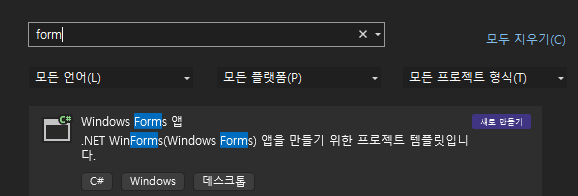 form
모두 지우기(C)
모든 언어(L) 모든 플랫폼(P) 모든 프로젝트 형식(T)
C#
Windows Forms 앱 새로 만들기
.NET WinForms(Windows Forms) 앱을 만들기 위한 프로젝트 템플릿입니
다.
C# Windows 데스크톱